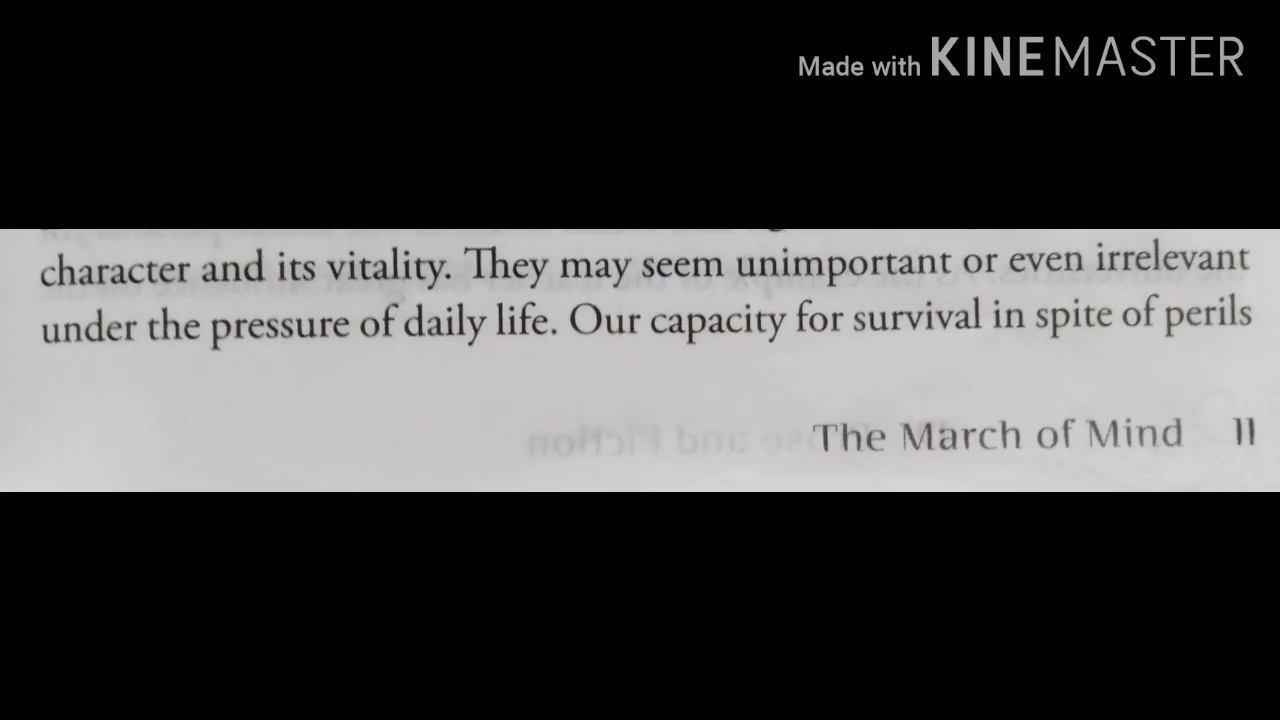 Made with KINEMASTER
character and its vitality. They may seem unimportant or even irrelevant
under the pressure of daily life. Our capacity for survival in spite of perils
The March of Mind 11